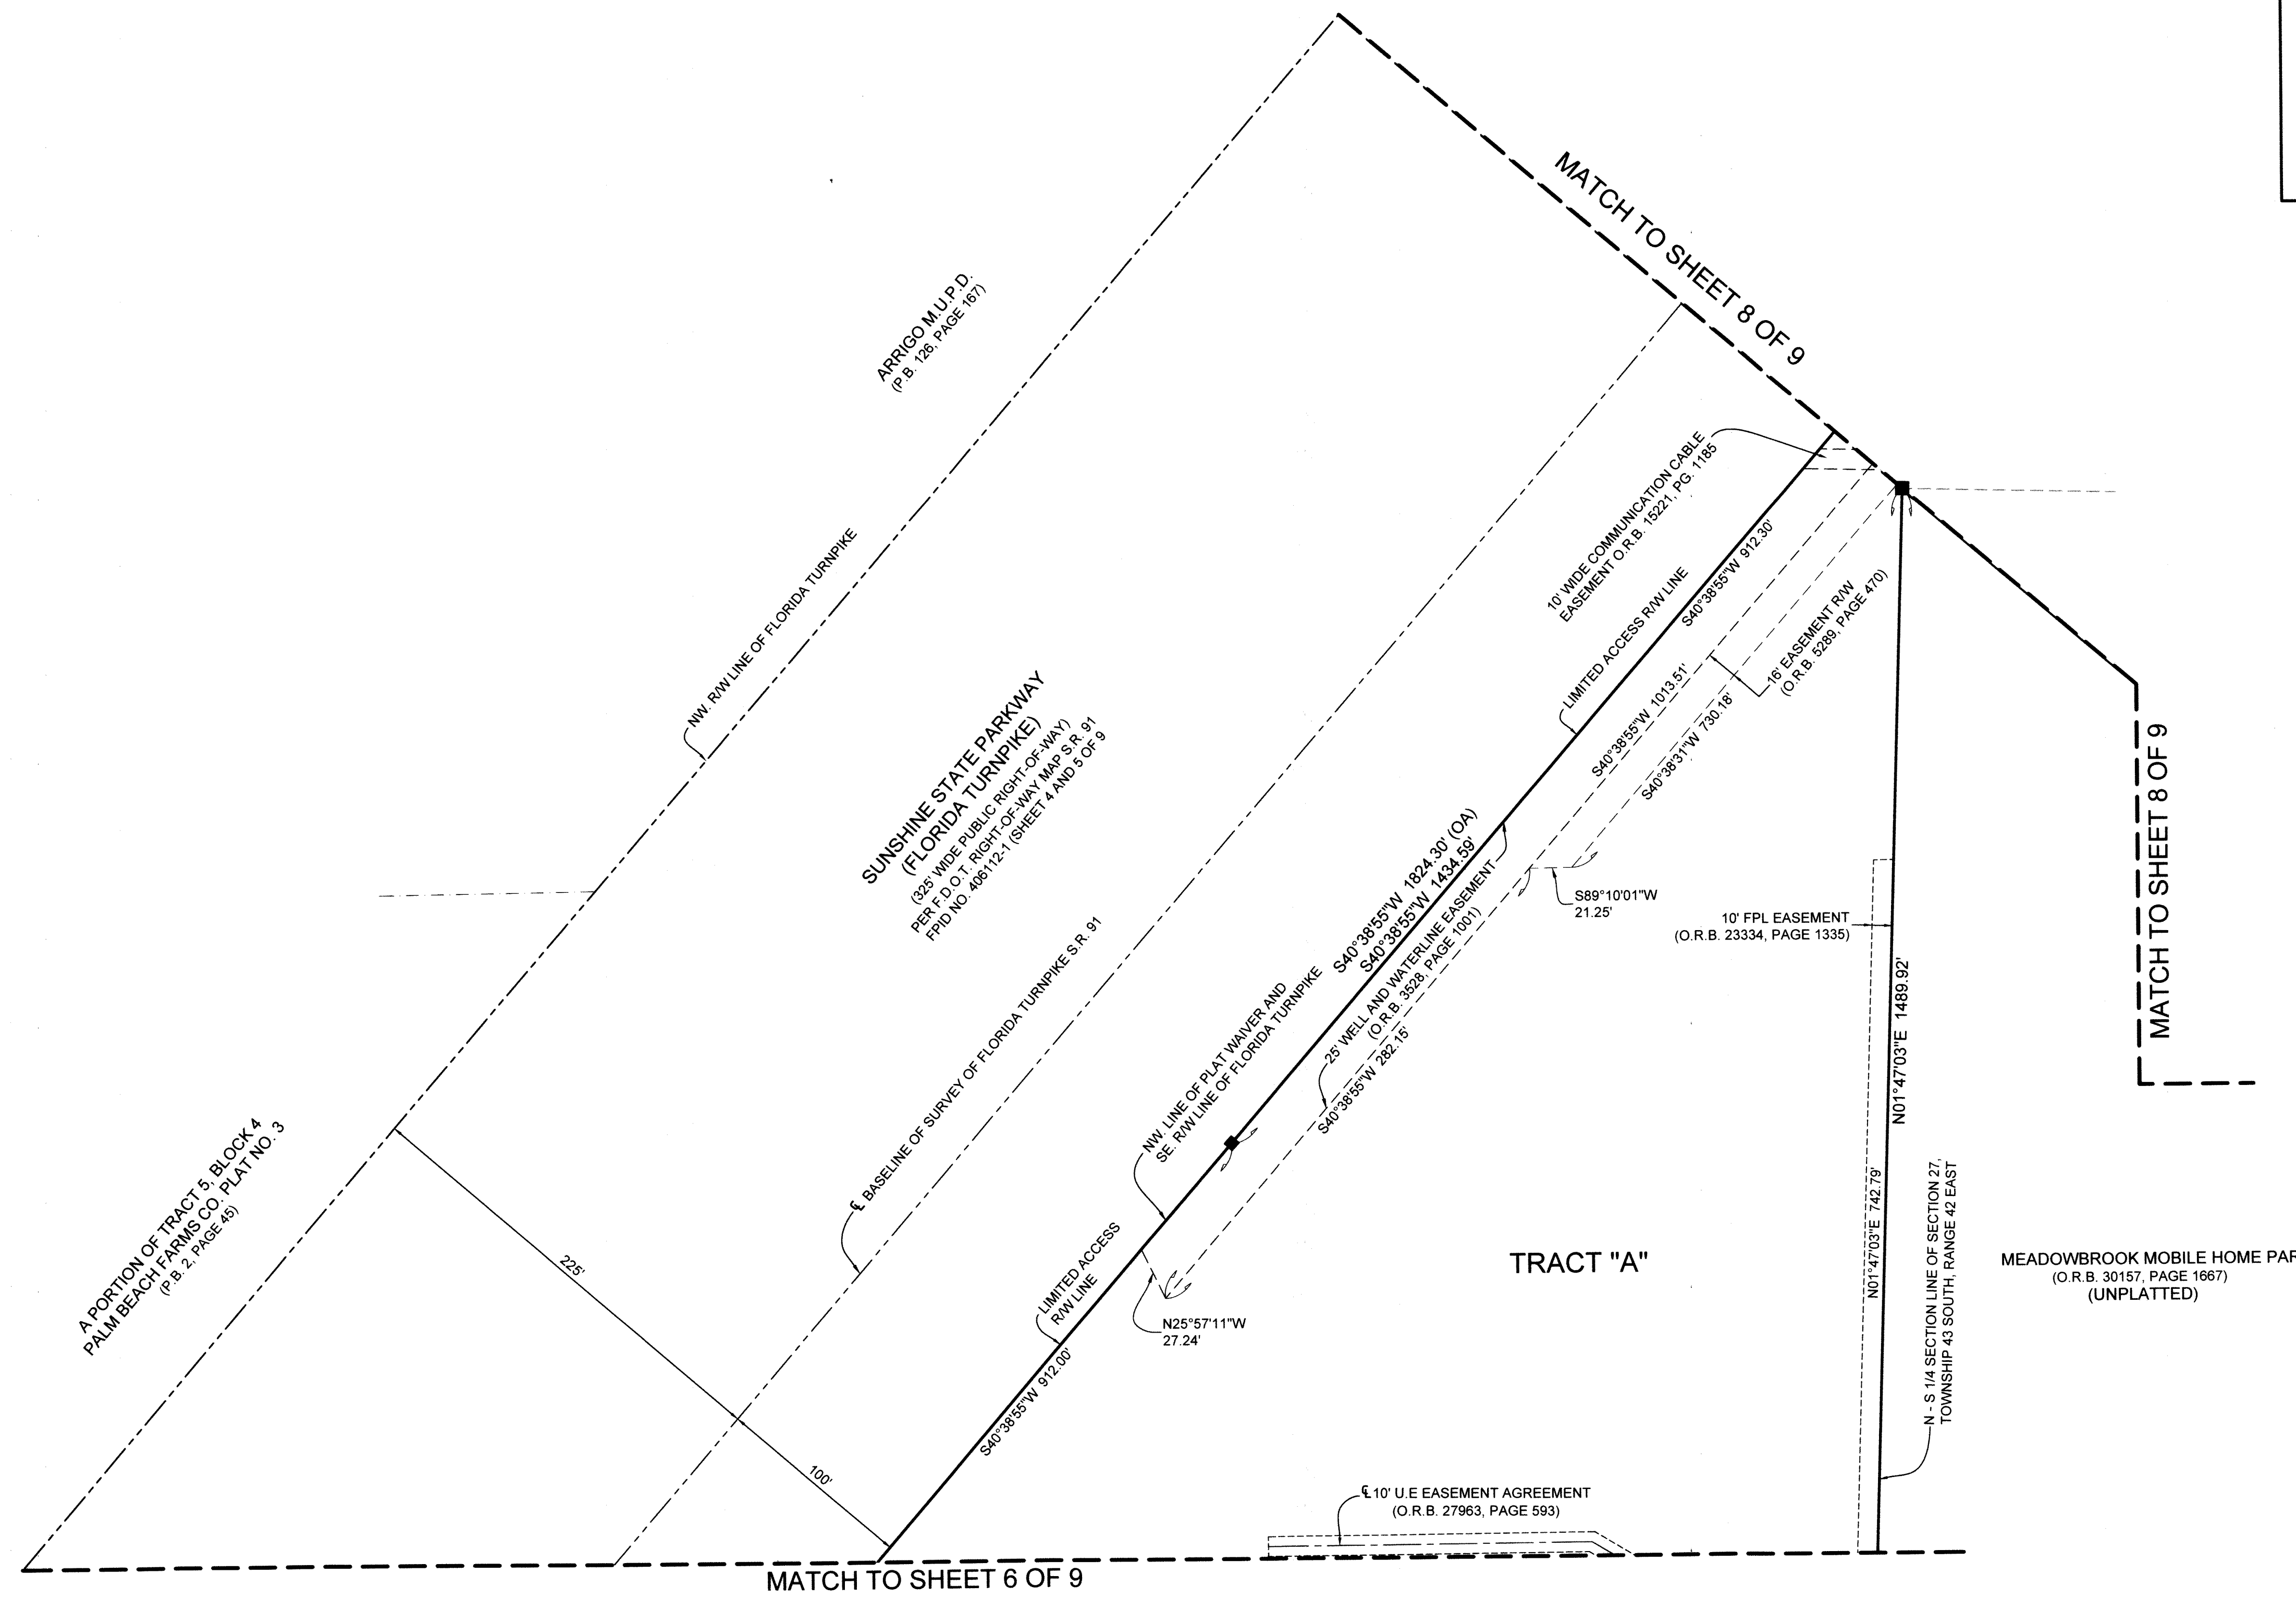 MATCH TO SHEET 8 OF 9
ARRIGO M.U.P.D.
(P.B. 126, PAGE 167)
10' WIDE COMMUNICATION CABLE
EASEMENT O.R.B. 15221, PG. 1185
NW. R/W LINE OF FLORIDA TURNPIKE
LIMITED ACCESS R/W LINE
S40°38'55"W 912.30'
16' EASEMENT R/W
(O.R.B. 5289, PAGE 470)
S40°38'55"W 1013.51'
S40°38'31"W 730.18'
SUNSHINE STATE PARKWAY
(FLORIDA TURNPIKE)
(325' WIDE PUBLIC RIGHT-OF-WAY)
PER F.D.O.T. RIGHT-OF-WAY MAP S.R. 91
FPID NO. 406112-1 (SHEET 4 AND 5 OF 9
MATCH TO SHEET 8 OF 9
S40°38'55"W 1824.30' (OA)
S40°38'55"W 1434.59'
S89°10'01"W
21.25'
10' FPL EASEMENT
(O.R.B. 23334, PAGE 1335)
25' WELL AND WATERLINE EASEMENT
(O.R.B. 3528, PAGE 1001)
S40°38'55"W 282.15'
N01°47'03"E 1489.92'
℄ BASELINE OF SURVEY OF FLORIDA TURNPIKE S.R. 91
NW. LINE OF PLAT WAIVER AND
SE. R/W LINE OF FLORIDA TURNPIKE
A PORTION OF TRACT 5, BLOCK 4
PALM BEACH FARMS CO. PLAT NO. 3
(P.B. 2, PAGE 45)
225'
LIMITED ACCESS
R/W LINE
N25°57'11"W
27.24'
TRACT "A"
N01°47'03"E 742.79'
N - S 1/4 SECTION LINE OF SECTION 27,
TOWNSHIP 43 SOUTH, RANGE 42 EAST
MEADOWBROOK MOBILE HOME PAR
(O.R.B. 30157, PAGE 1667)
(UNPLATTED)
S40°38'55"W 912.00'
100'
℄ 10' U.E EASEMENT AGREEMENT
(O.R.B. 27963, PAGE 593)
MATCH TO SHEET 6 OF 9